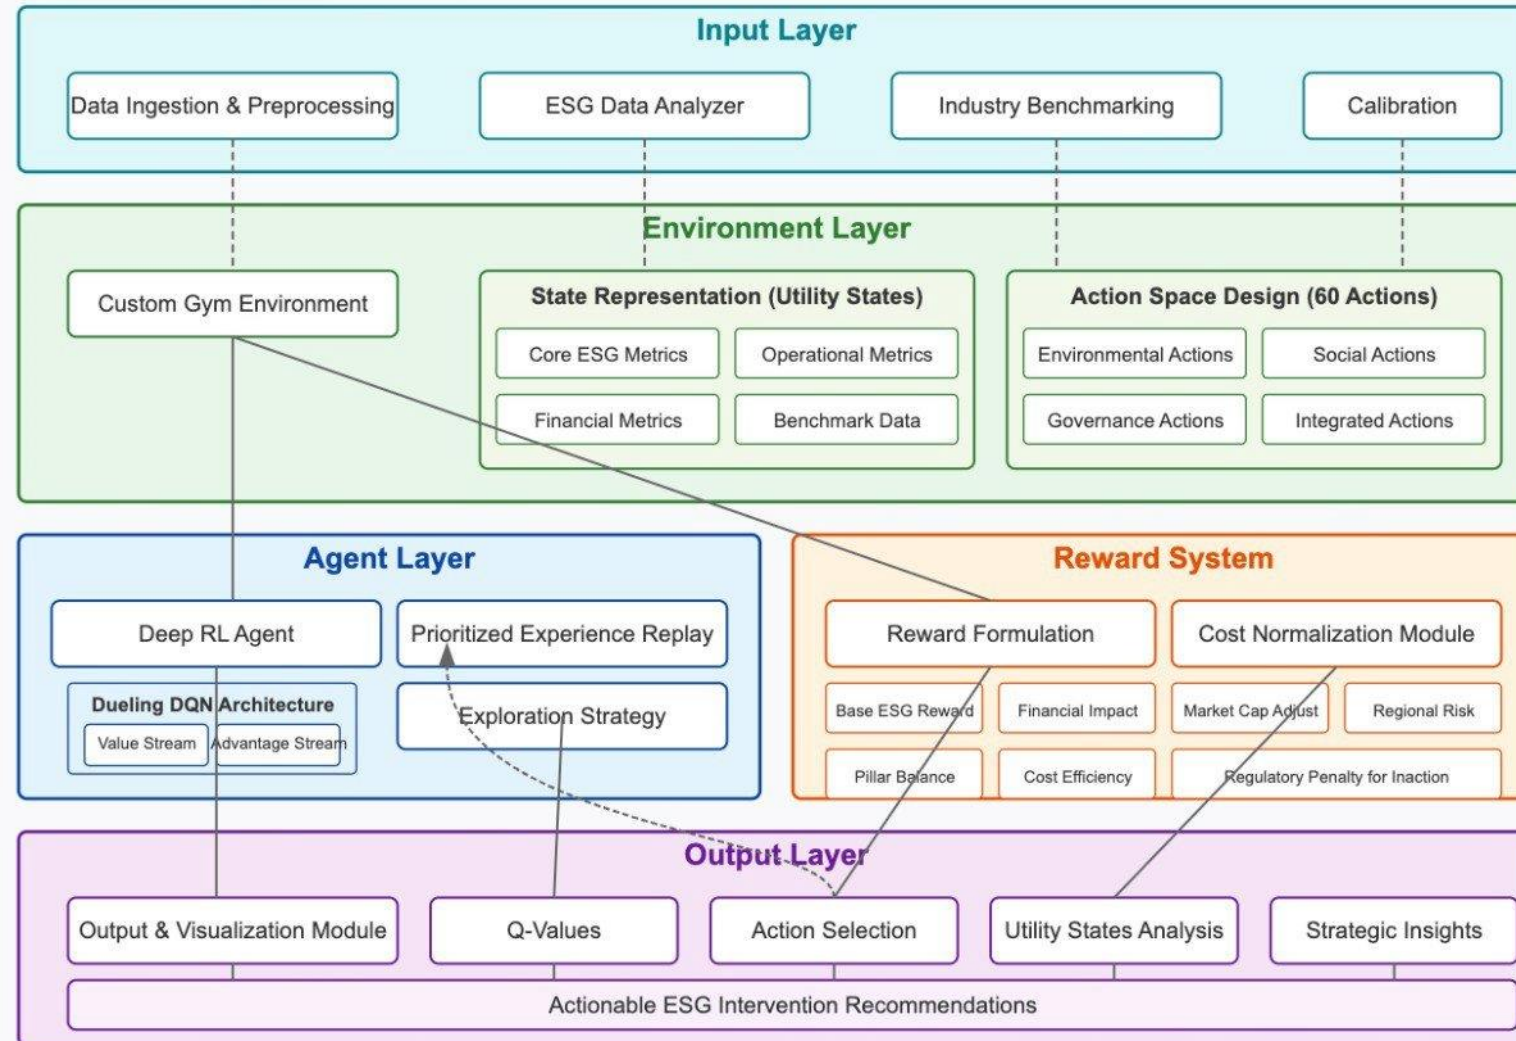 Input Layer
Data Ingestion & Preprocessing
ESG Data Analyzer
Industry Benchmarking
Calibration
Environment Layer
Custom Gym Environment
State Representation (Utility States)
Core ESG Metrics
Operational Metrics
Financial Metrics
Benchmark Data
Action Space Design (60 Actions)
Environmental Actions
Social Actions
Governance Actions
Integrated Actions
Agent Layer
Deep RL Agent
Prioritized Experience Replay
Dueling DQN Architecture
Value Stream
Advantage Stream
Exploration Strategy
Reward System
Reward Formulation
Cost Normalization Module
Base ESG Reward
Financial Impact
Market Cap Adjust
Regional Risk
Pillar Balance
Cost Efficiency
Regulatory Penalty for Inaction
Output Layer
Output & Visualization Module
Q-Values
Action Selection
Utility States Analysis
Strategic Insights
Actionable ESG Intervention Recommendations